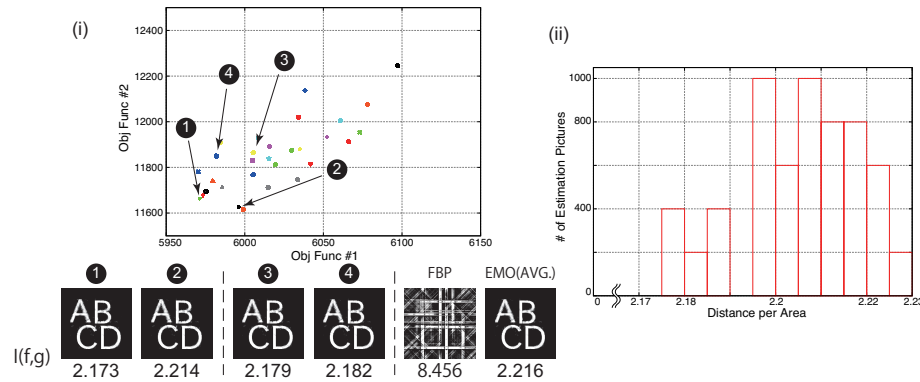 (i)
12400
12200
12000
11800
11600
Obj Func #2
1
2
3
4
5950
6000
6050
6100
6150
Obj Func #1
(ii)
1000
800
400
0
# of Estimation Pictures
0
2.17
2.18
2.2
2.22
2.23
Distance per Area
1
2
3
4
FBP
EMO(AVG.)
AB
CD
AB
CD
AB
CD
AB
CD
AB
CD
I(f,g)
2.173
2.214
2.179
2.182
8.456
2.216